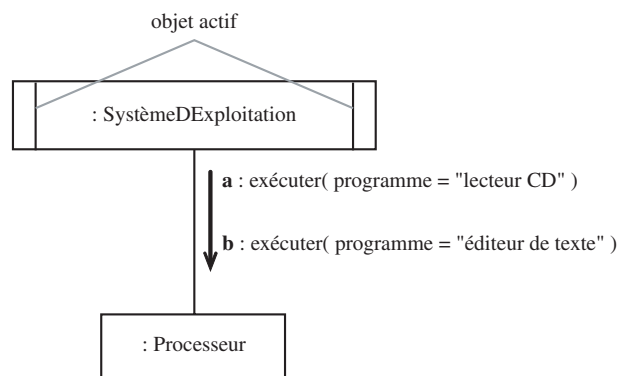 objet actif
: SystèmeDExploitation
a : exécuter( programme = "lecteur CD" )
b : exécuter( programme = "éditeur de texte" )
: Processeur